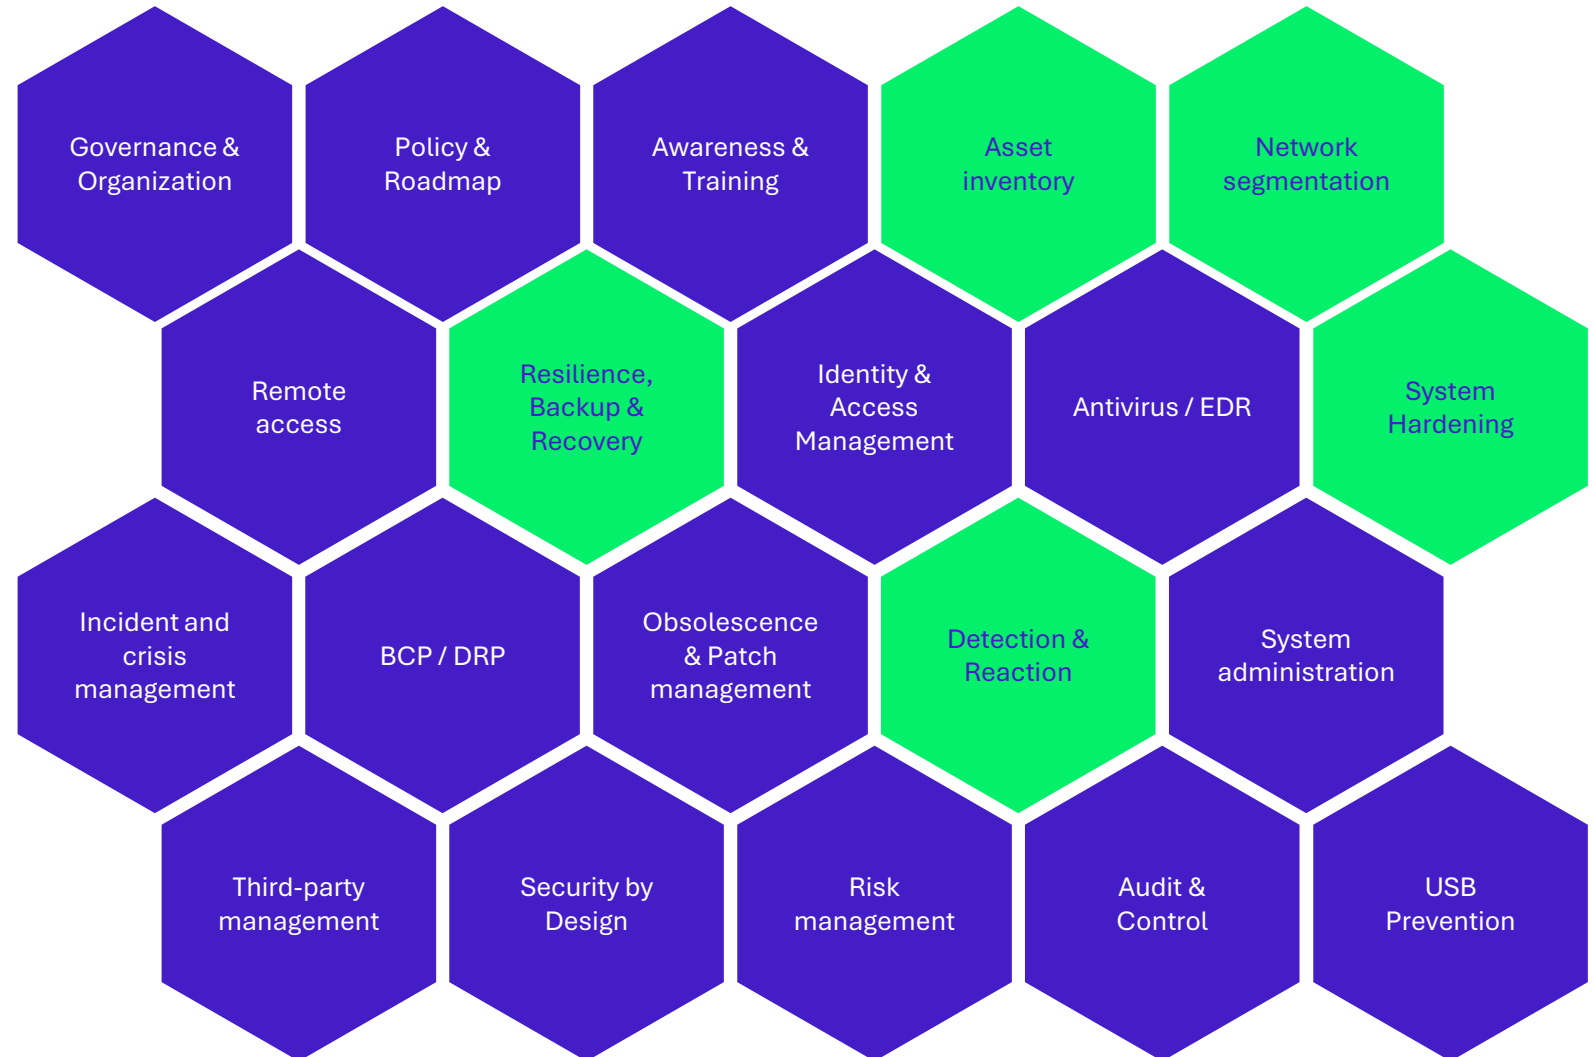 Governance &
Organization
Policy &
Roadmap
Awareness &
Training
Asset
inventory
Network
segmentation
Remote
access
Resilience,
Backup &
Recovery
Identity &
Access
Management
Antivirus / EDR
System
Hardening
Incident and
crisis
management
BCP / DRP
Obsolescence
& Patch
management
Detection &
Reaction
System
administration
Third-party
management
Security by
Design
Risk
management
Audit &
Control
USB
Prevention